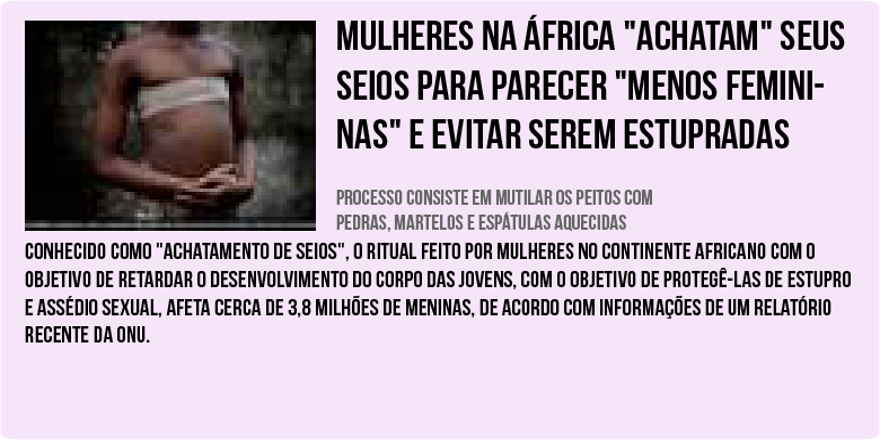 MULHERES NA ÁFRICA "ACHATAM" SEUS
SEIOS PARA PARECER "MENOS FEMINI-
NAS" E EVITAR SEREM ESTUPRADAS
PROCESSO CONSISTE EM MUTILAR OS PEITOS COM
PEDRAS, MARTELOS E ESPÁTULAS AQUECIDAS
CONHECIDO COMO "ACHATAMENTO DE SEIOS", O RITUAL FEITO POR MULHERES NO CONTINENTE AFRICANO COM O
OBJETIVO DE RETARDAR O DESENVOLVIMENTO DO CORPO DAS JOVENS, COM O OBJETIVO DE PROTEGÊ-LAS DE ESTUPRO
E ASSÉDIO SEXUAL, AFETA CERCA DE 3,8 MILHÕES DE MENINAS, DE ACORDO COM INFORMAÇÕES DE UM RELATÓRIO
RECENTE DA ONU.